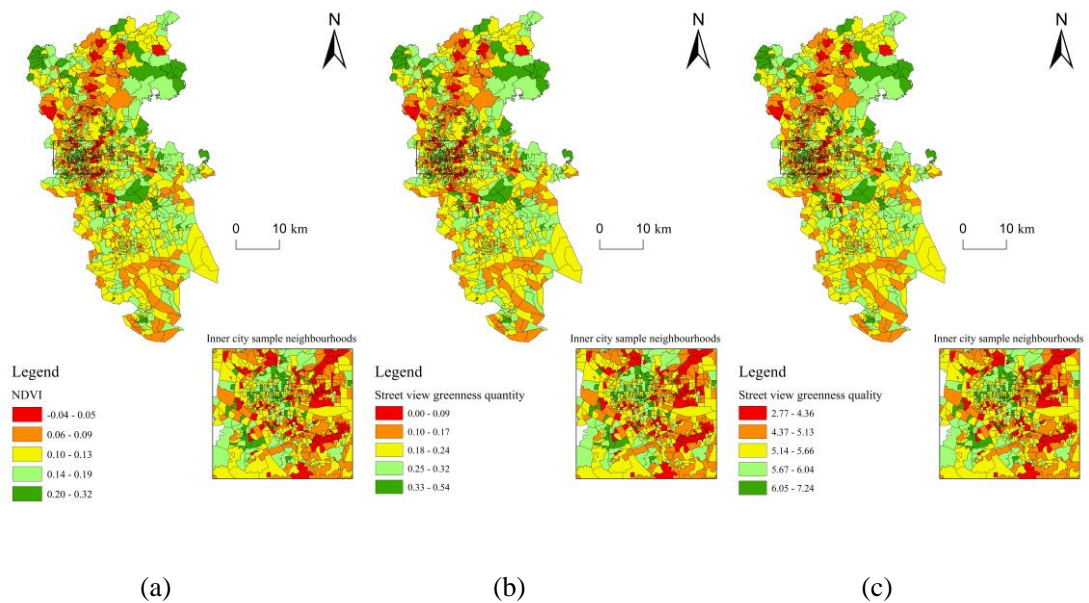 N
0 10 km
Inner city sample neighbourhoods
Legend
NDVI
-0.04 - 0.05
0.06 - 0.09
0.10 - 0.13
0.14 - 0.19
0.20 - 0.32
(a)
N
0 10 km
Inner city sample neighbourhoods
Legend
Street view greenness quantity
0.00 - 0.09
0.10 - 0.17
0.18 - 0.24
0.25 - 0.32
0.33 - 0.54
(b)
N
0 10 km
Inner city sample neighbourhoods
Legend
Street view greenness quality
2.77 - 4.36
4.37 - 5.13
5.14 - 5.66
5.67 - 6.04
6.05 - 7.24
(c)